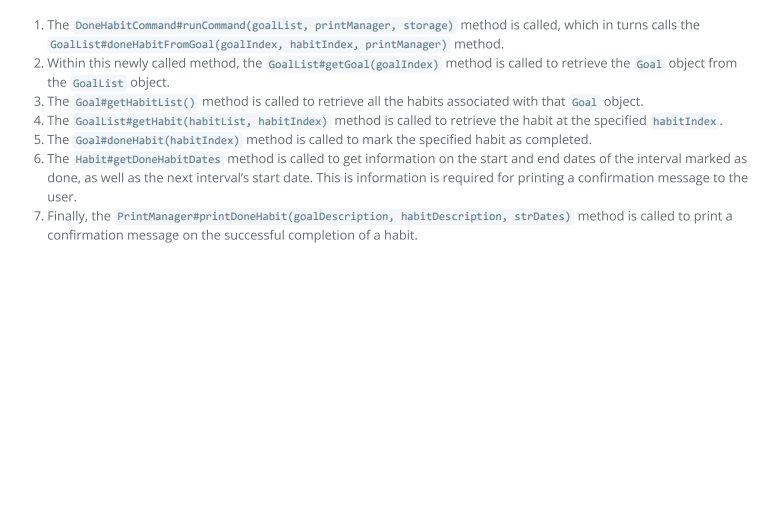 1. The DoneHabitCommand#runCommand(goalList, printManager, storage) method is called, which in turns calls the
GoalList#doneHabitFromGoal(goalIndex, habitIndex, printManager) method.
2. Within this newly called method, the GoalList#getGoal(goalIndex) method is called to retrieve the Goal object from
the GoalList object.
3. The Goal#getHabitList() method is called to retrieve all the habits associated with that Goal object.
4. The GoalList#getHabit(habitList, habitIndex) method is called to retrieve the habit at the specified habitIndex.
5. The Goal#doneHabit(habitIndex) method is called to mark the specified habit as completed.
6. The Habit#getDoneHabitDates method is called to get information on the start and end dates of the interval marked as
done, as well as the next interval’s start date. This is information is required for printing a confirmation message to the
user.
7. Finally, the PrintManager#printDoneHabit(goalDescription, habitDescription, strDates) method is called to print a
confirmation message on the successful completion of a habit.